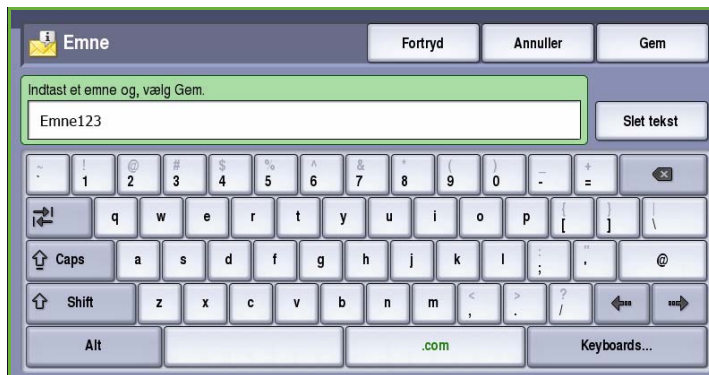 Emne
Fortryd
Annuller
Gem
Indtast et emne og, vælg Gem.
Emne123
Slet tekst
~ ! @ # $ % ^ & * ( ) _ +
` 1 2 3 4 5 6 7 8 9 0 - =
q w e r t y u i o p { [ } ] | \
Caps a s d f g h j k l : ; " ' @
Shift z x c v b n m < , > . ? /
Alt .com Keyboards...